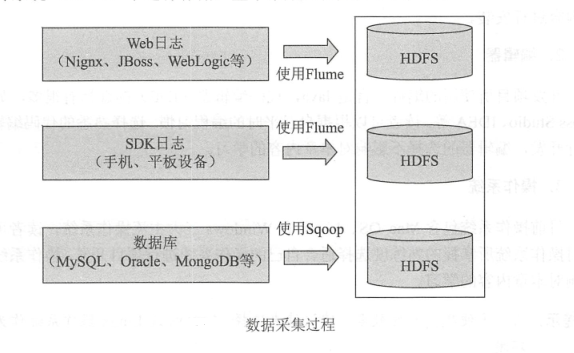 Web日志
(Nignx、JBoss、WebLogic等)
使用Flume
HDFS
SDK日志
(手机、平板设备)
使用Flume
HDFS
数据库
(MySQL、Oracle、MongoDB等)
使用Sqoop
HDFS
数据采集过程